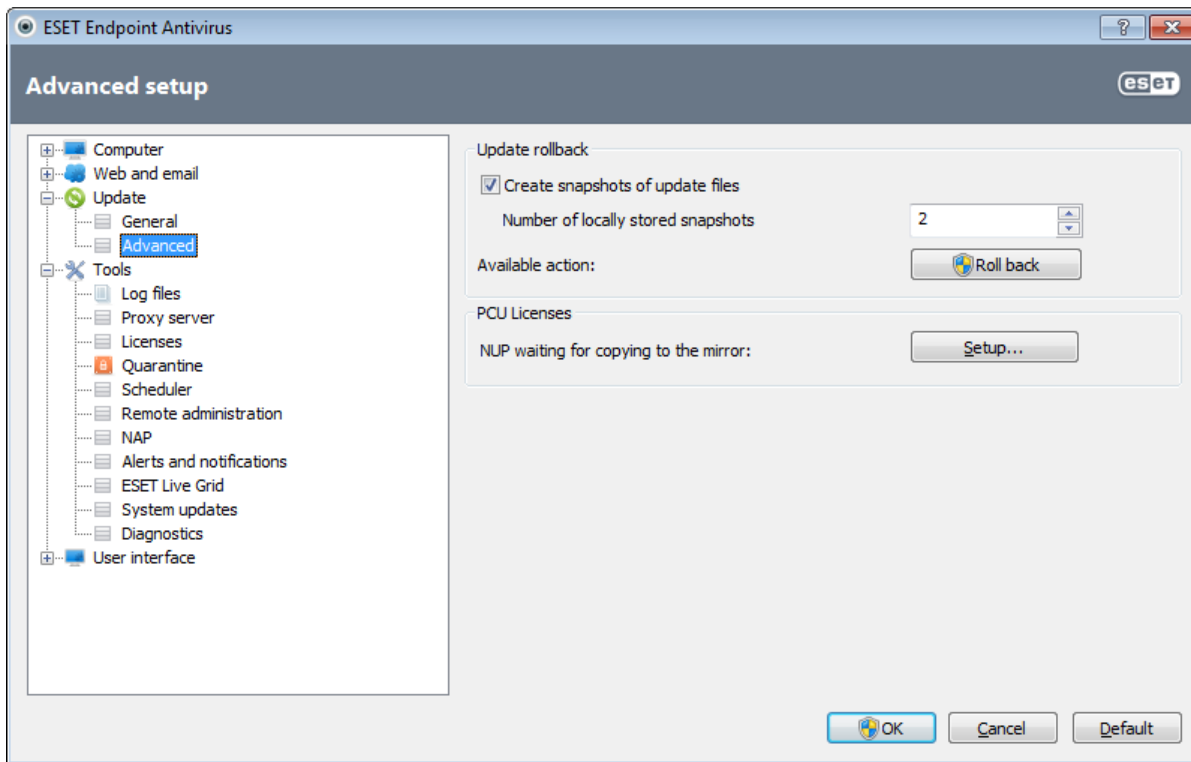 ESET Endpoint Antivirus
?
Advanced setup
eset
Computer
Web and email
Update
General
Advanced
Tools
Log files
Proxy server
Licenses
Quarantine
Scheduler
Remote administration
NAP
Alerts and notifications
ESET Live Grid
System updates
Diagnostics
User interface
Update rollback
Create snapshots of update files
Number of locally stored snapshots 2
Available action: Roll back
PCU Licenses
NUP waiting for copying to the mirror: Setup...
OK Cancel Default